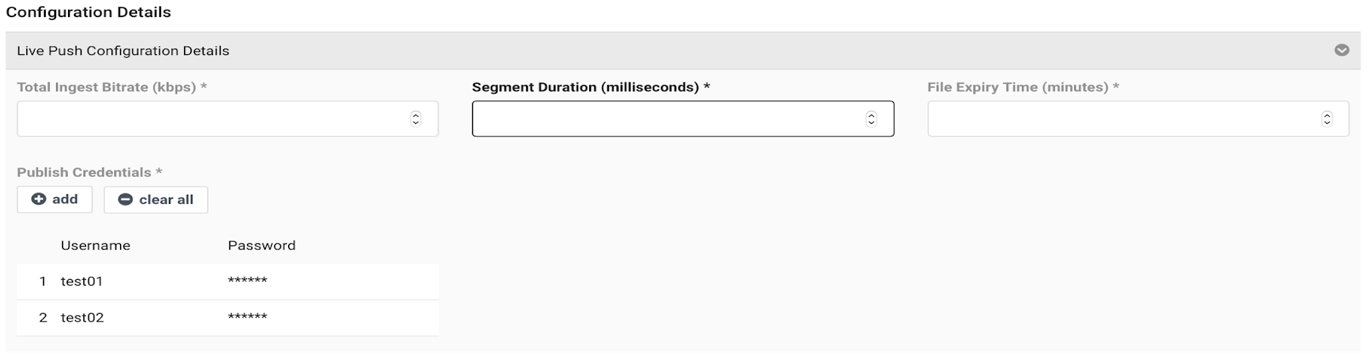 Configuration Details
Live Push Configuration Details
Total Ingest Bitrate (kbps) * Segment Duration (milliseconds) * File Expiry Time (minutes) *
Publish Credentials *
add clear all
Username Password
1 test01 ******
2 test02 ******